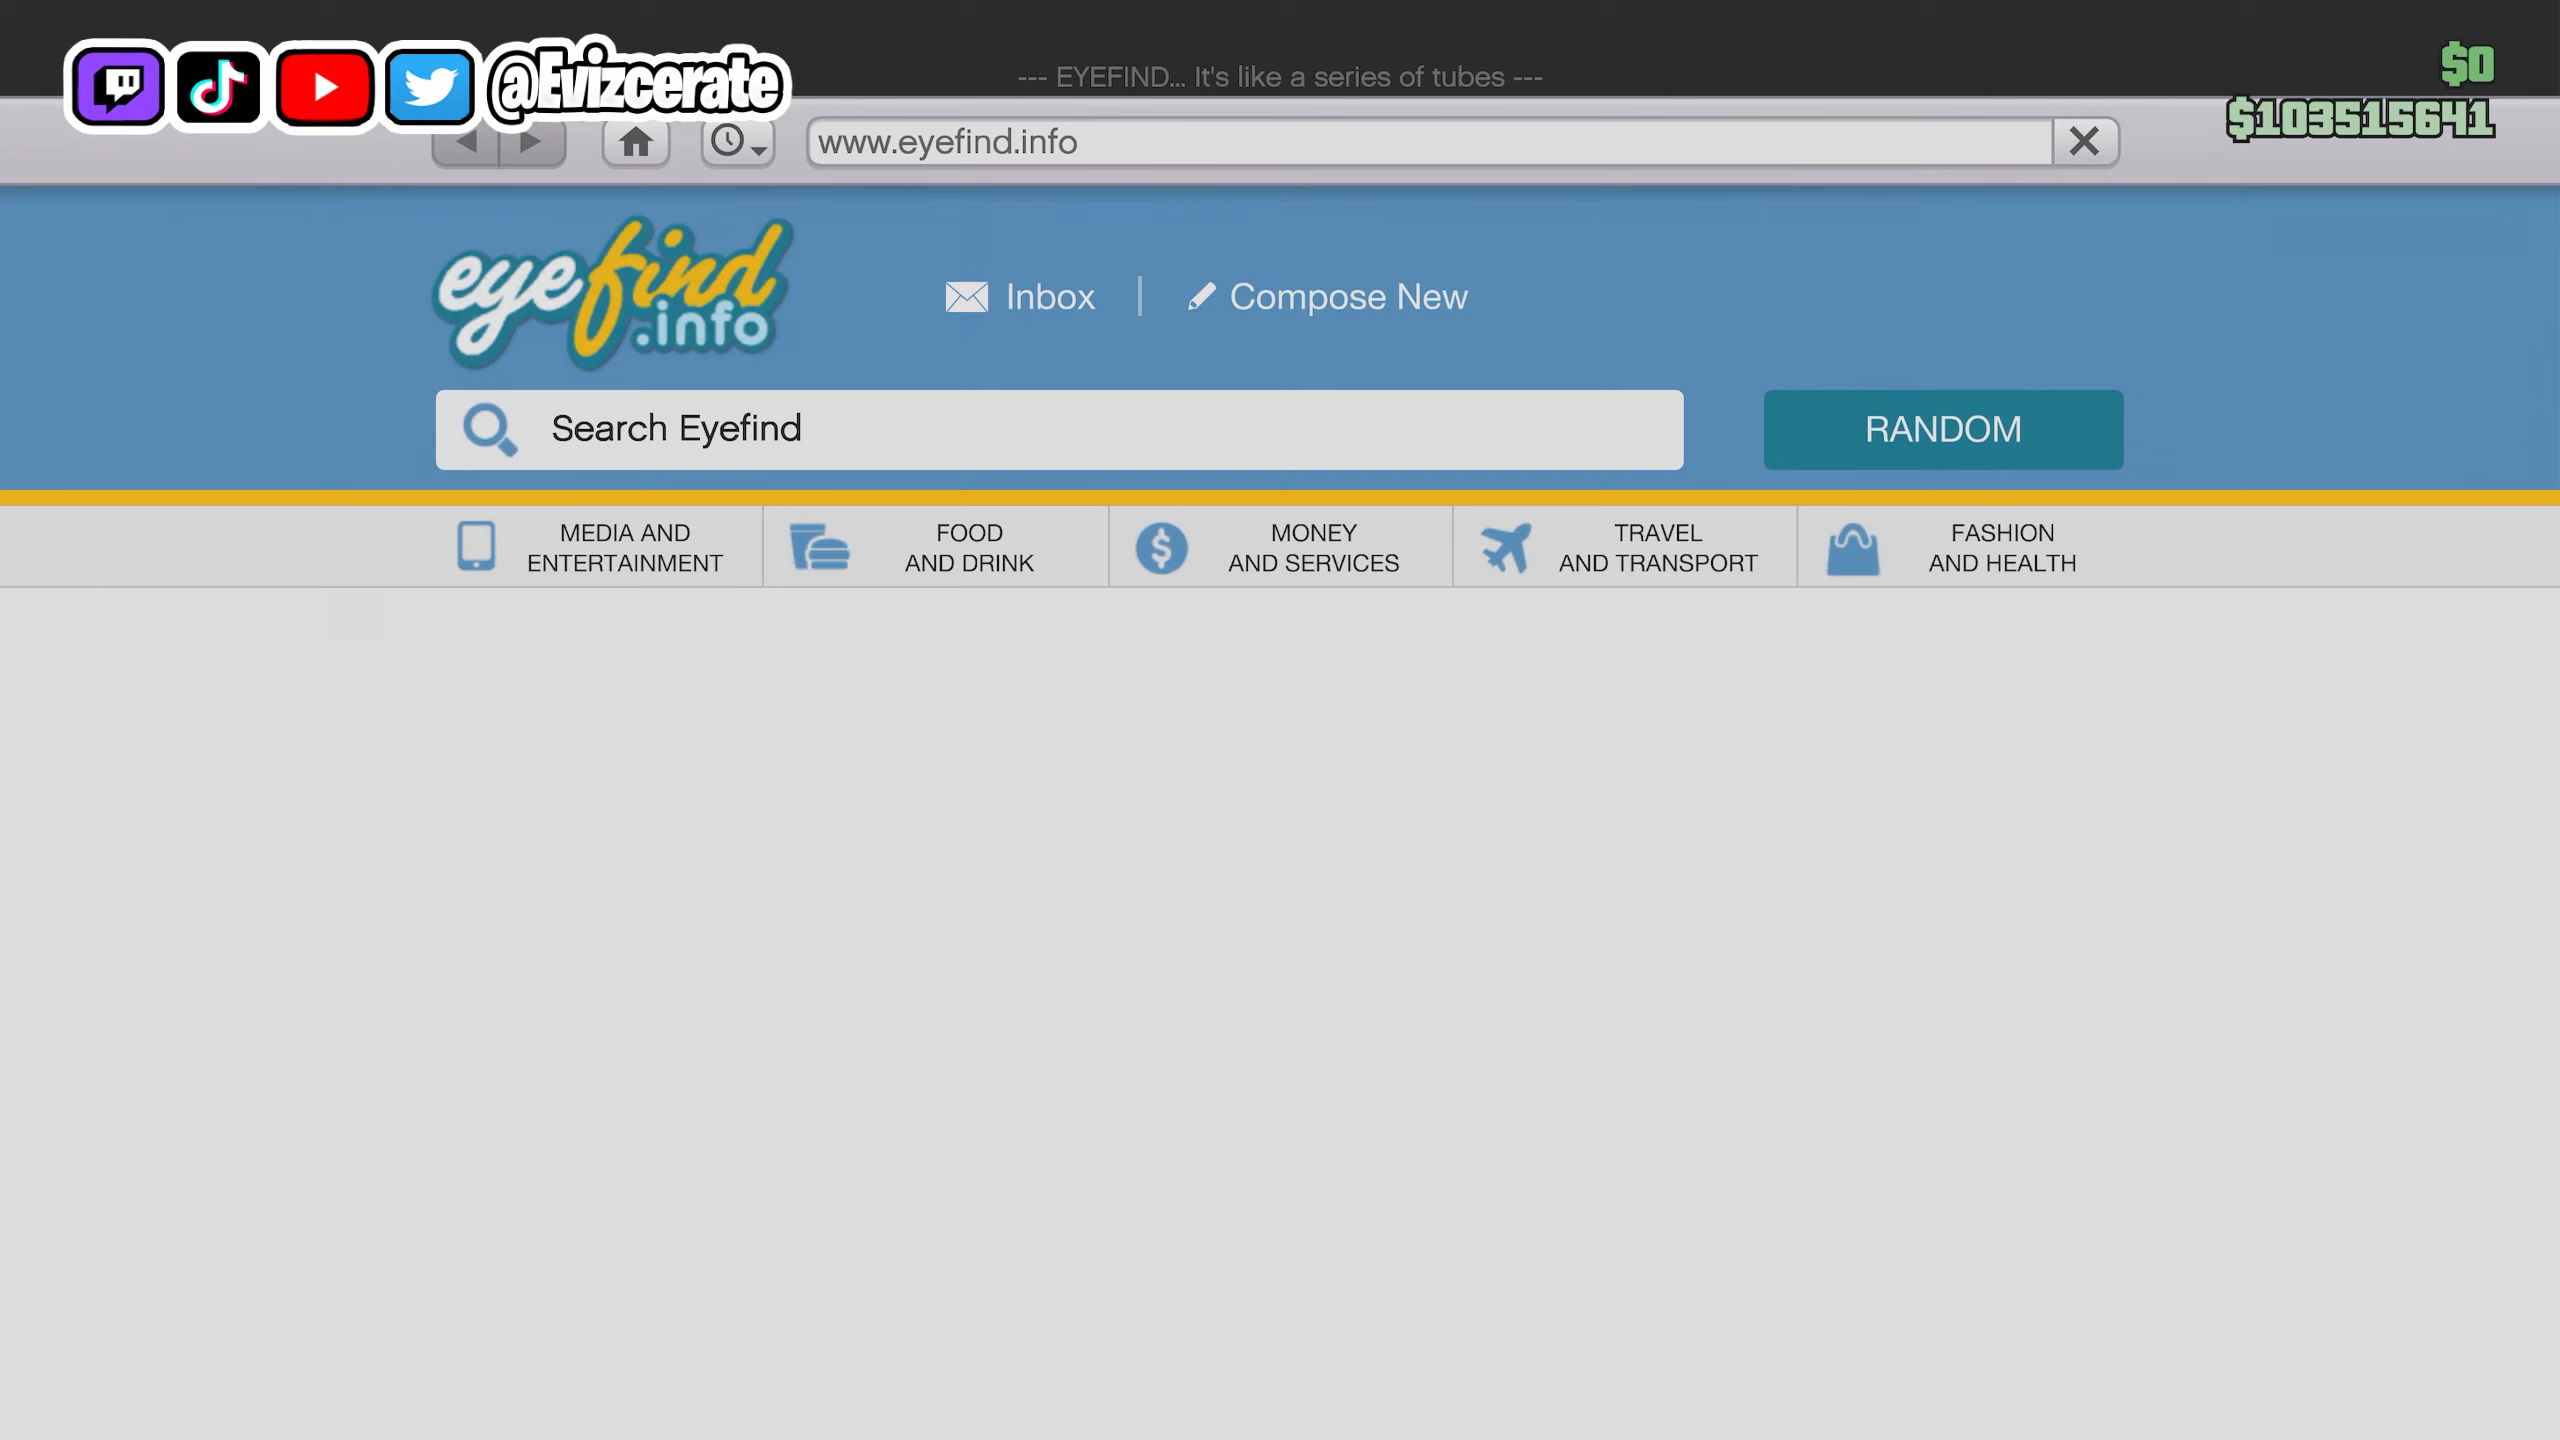 @Evizcerate
--- EYEFIND... It's like a series of tubes ---
$0
$103515641
www.eyefind.info
eyefind
.info
Inbox
Compose New
Search Eyefind
RANDOM
MEDIA AND
ENTERTAINMENT
FOOD
AND DRINK
MONEY
AND SERVICES
TRAVEL
AND TRANSPORT
FASHION
AND HEALTH